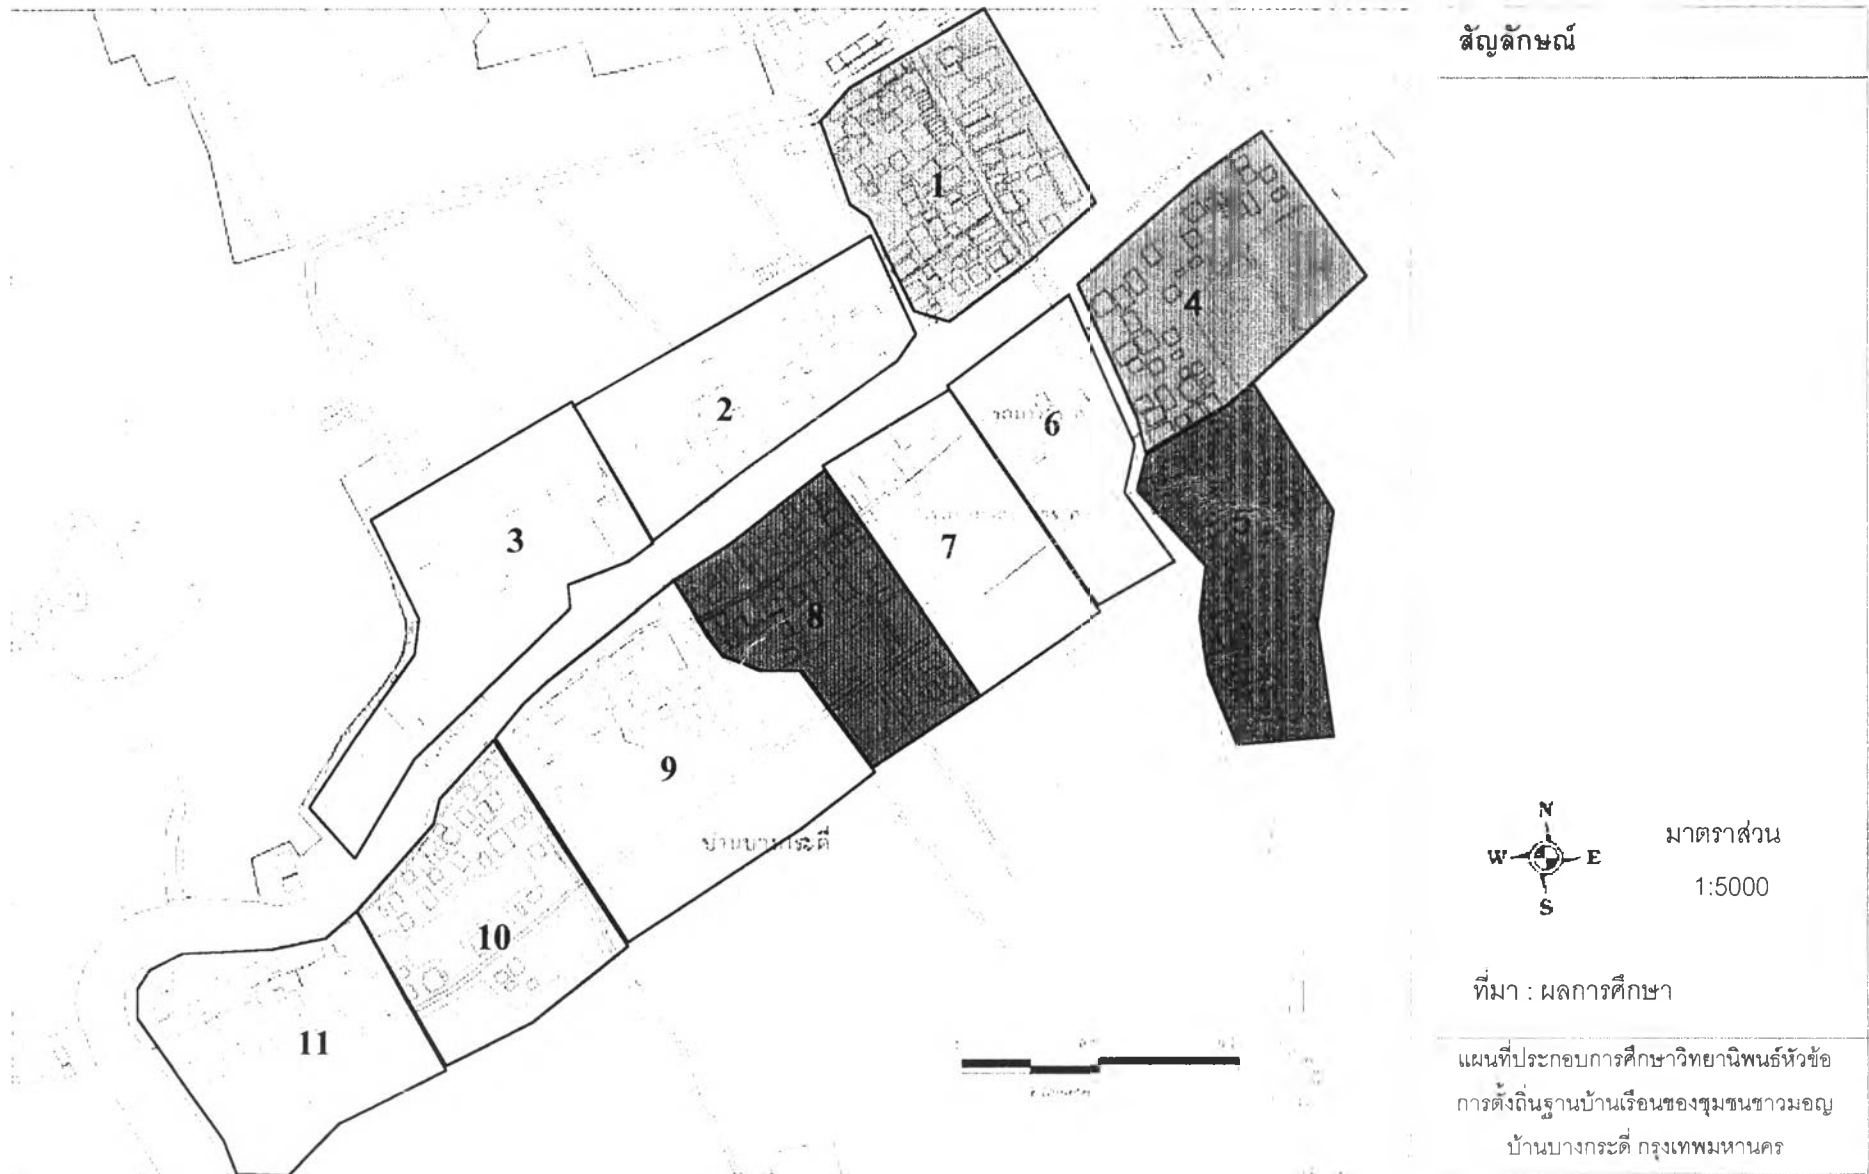 สัญลักษณ์
1
4
2
6
3
5
7
8
9
บ้านบางกระดี่
10
11
N
W E
S
มาตราส่วน
1:5000
ที่มา : ผลการศึกษา
แผนที่ประกอบการศึกษาวิทยานิพนธ์หัวข้อ
การตั้งถิ่นฐานบ้านเรือนของชุมชนชาวมอญ
บ้านบางกระดี่ กรุงเทพมหานคร